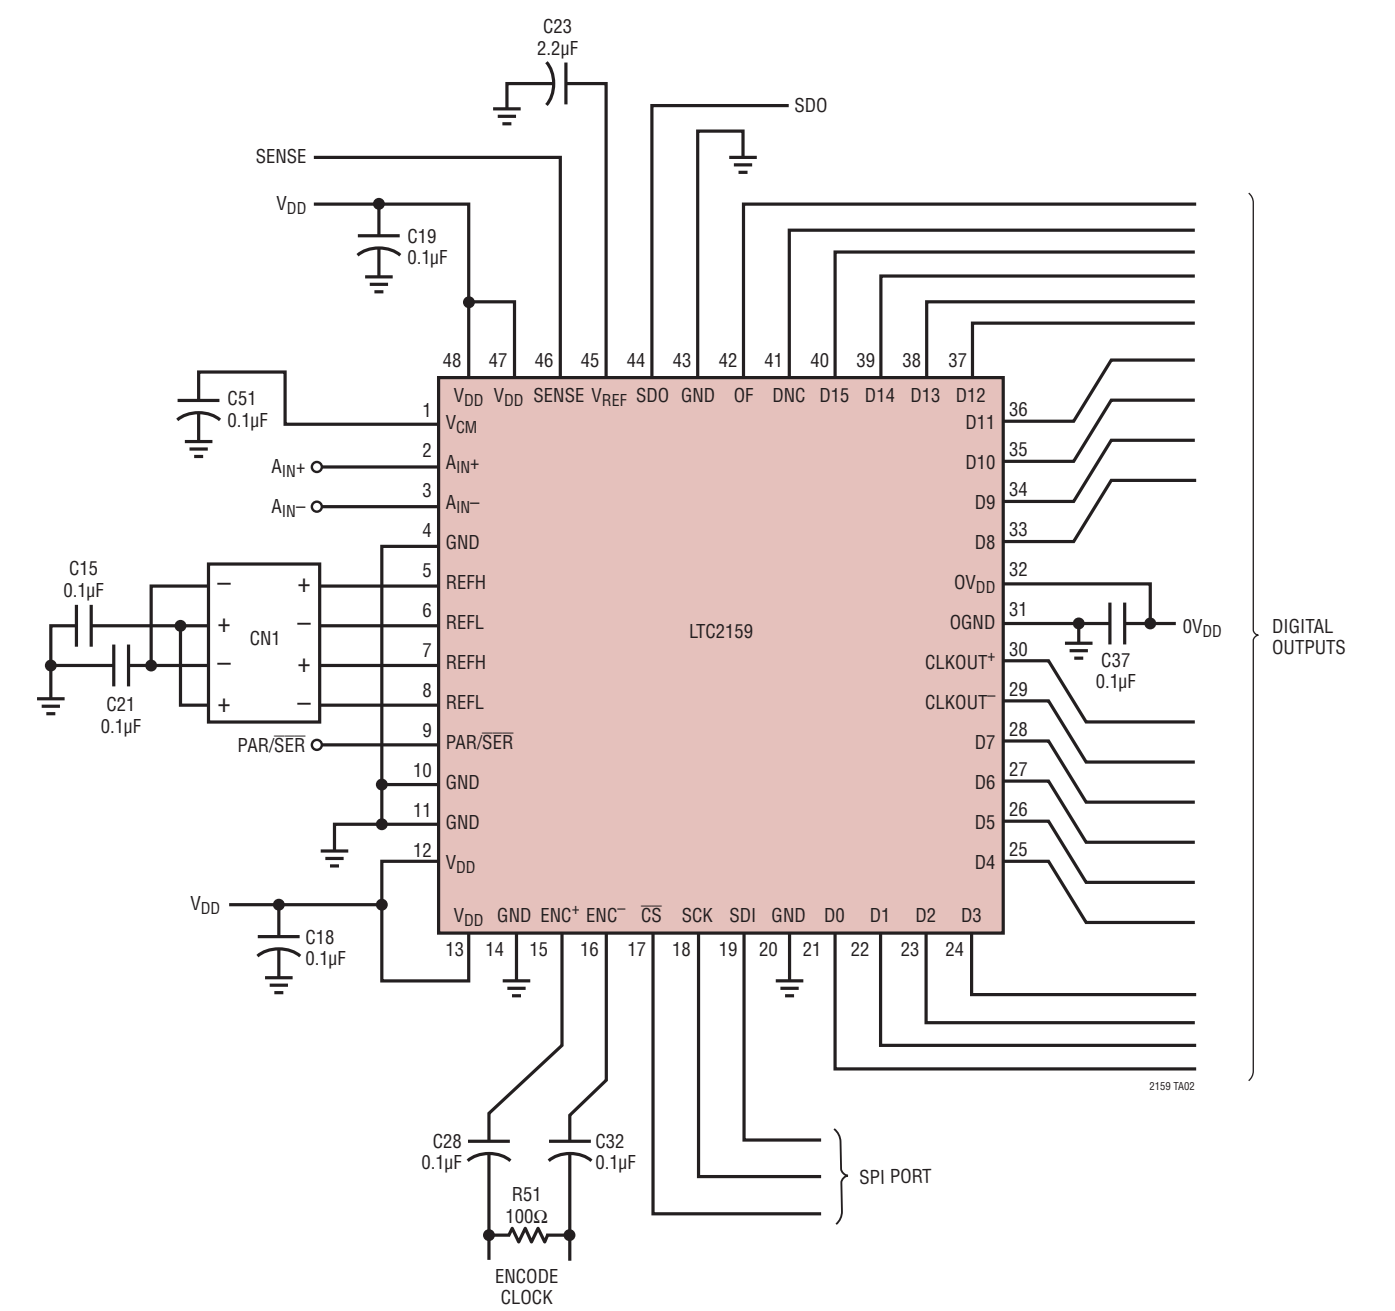 C23
2.2µF
SDO
SENSE
VDD
C19
0.1µF
48 47 46 45 44 43 42 41 40 39 38 37
VDD VDD SENSE VREF SDO GND OF DNC D15 D14 D13 D12
C51
0.1µF
1
VCM
D11
36
AIN+
2
AIN+
D10
35
AIN–
3
AIN–
D9
34
4
GND
D8
33
C15
0.1µF
5
REFH
OVDD
32
– +
+ –
– +
+ –
CN1
6
REFL
LTC2159
OGND
31
OVDD
C37
0.1µF
DIGITAL
OUTPUTS
7
REFH
CLKOUT+
30
C21
0.1µF
8
REFL
CLKOUT–
29
PAR/S̅E̅R̅
9
PAR/S̅E̅R̅
D7
28
10
GND
D6
27
11
GND
D5
26
12
VDD
D4
25
VDD
C18
0.1µF
VDD GND ENC+ ENC– C̅S̅ SCK SDI GND D0 D1 D2 D3
13 14 15 16 17 18 19 20 21 22 23 24
2159 TA02
C28
0.1µF
C32
0.1µF
SPI PORT
R51
100Ω
ENCODE
CLOCK